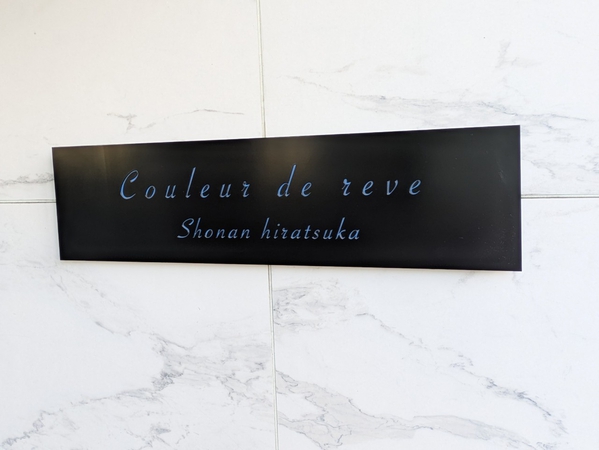 Couleur de reve
Shonan hiratsuka